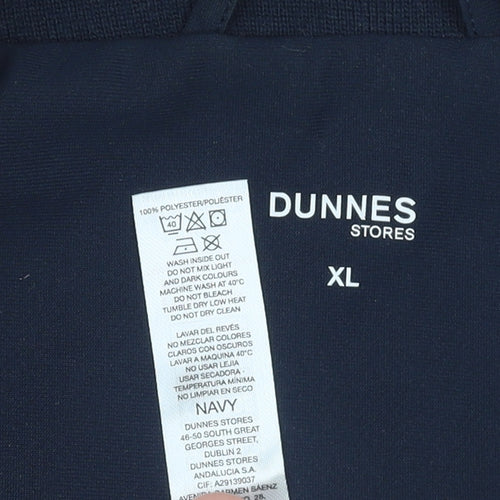 DUNNES
STORES
XL
100% POLYESTER/POLIÉSTER
40
WASH INSIDE OUT
DO NOT MIX LIGHT
AND DARK COLOURS
MACHINE WASH AT 40°C
DO NOT BLEACH
TUMBLE DRY LOW HEAT
DO NOT DRY CLEAN
LAVAR DEL REVÉS
NO MEZCLAR COLORES
CLAROS CON OSCUROS
LAVAR A MAQUINA 40°C
NO USAR LEJIA
USAR SECADORA -
TEMPERATURA MÍNIMA
NO LIMPIAR EN SECO
NAVY
DUNNES STORES
46-50 SOUTH GREAT
GEORGES STREET,
DUBLIN 2
DUNNES STORES
ANDALUCIA S.A.
CIF: A29139037
AVENIDA CARMEN SÁENZ